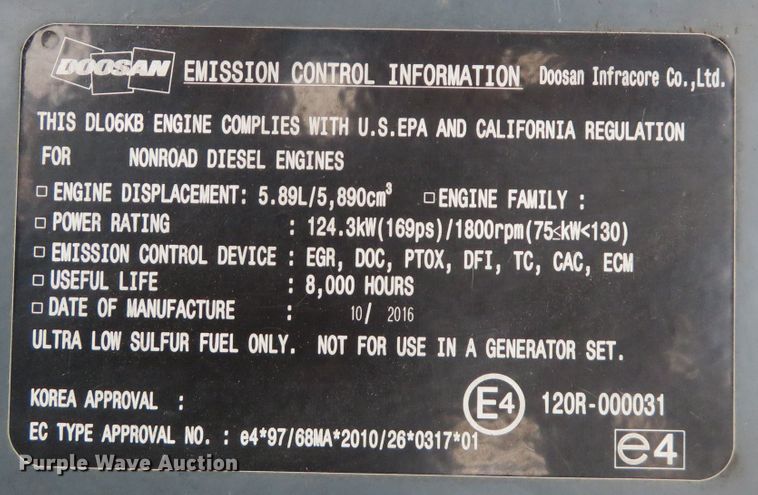 DOOSAN EMISSION CONTROL INFORMATION Doosan Infracore Co.,Ltd.
THIS DL06KB ENGINE COMPLIES WITH U.S.EPA AND CALIFORNIA REGULATION
FOR NONROAD DIESEL ENGINES
□ ENGINE DISPLACEMENT: 5.89L/5,890cm³ □ ENGINE FAMILY :
□ POWER RATING : 124.3kW(169ps)/1800rpm(75≤kW<130)
□ EMISSION CONTROL DEVICE : EGR, DOC, PTOX, DFI, TC, CAC, ECM
□ USEFUL LIFE : 8,000 HOURS
□ DATE OF MANUFACTURE : 10/ 2016
ULTRA LOW SULFUR FUEL ONLY. NOT FOR USE IN A GENERATOR SET.
KOREA APPROVAL : E4 120R-000031
EC TYPE APPROVAL NO. : e4*97/68MA*2010/26*0317*01 e4
Purple Wave Auction